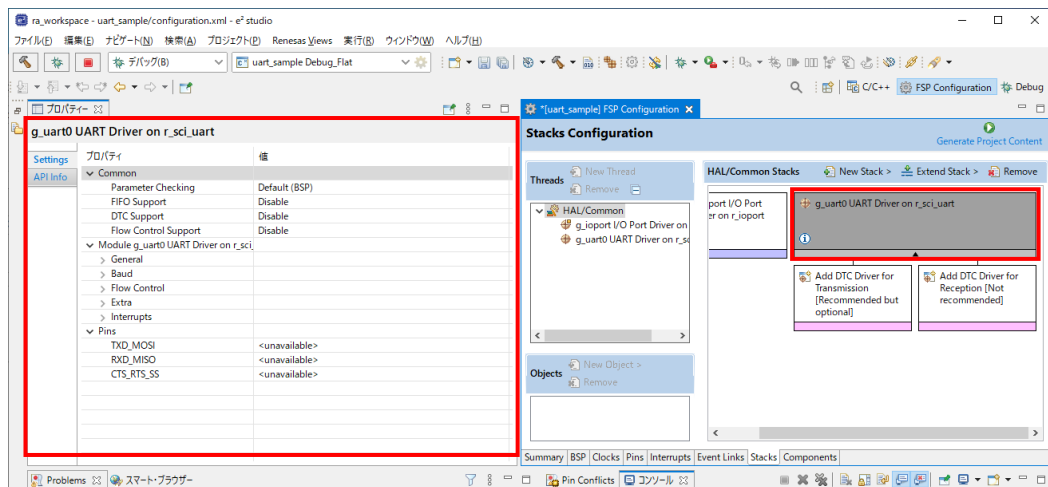 ra_workspace - uart_sample/configuration.xml - e² studio
ファイル(F) 編集(E) ナビゲート(N) 検索(A) プロジェクト(P) Renesas Views 実行(R) ウィンドウ(W) ヘルプ(H)
デバッグ(B) uart_sample Debug_Flat
C/C++ FSP Configuration Debug
プロパティー
g_uart0 UART Driver on r_sci_uart
Settings
API Info
プロパティ 値
Common
Parameter Checking Default (BSP)
FIFO Support Disable
DTC Support Disable
Flow Control Support Disable
Module g_uart0 UART Driver on r_sci_
General
Baud
Flow Control
Extra
Interrupts
Pins
TXD_MOSI <unavailable>
RXD_MISO <unavailable>
CTS_RTS_SS <unavailable>
*[uart_sample] FSP Configuration
Stacks Configuration
Generate Project Content
Threads
New Thread
Remove
HAL/Common
g_ioport I/O Port Driver on
g_uart0 UART Driver on r_sc
Objects
New Object >
Remove
HAL/Common Stacks New Stack > Extend Stack > Remove
port I/O Port
er on r_ioport
g_uart0 UART Driver on r_sci_uart
Add DTC Driver for
Transmission
[Recommended but
optional]
Add DTC Driver for
Reception [Not
recommended]
Summary BSP Clocks Pins Interrupts Event Links Stacks Components
Problems スマート・ブラウザー
Pin Conflicts コンソール